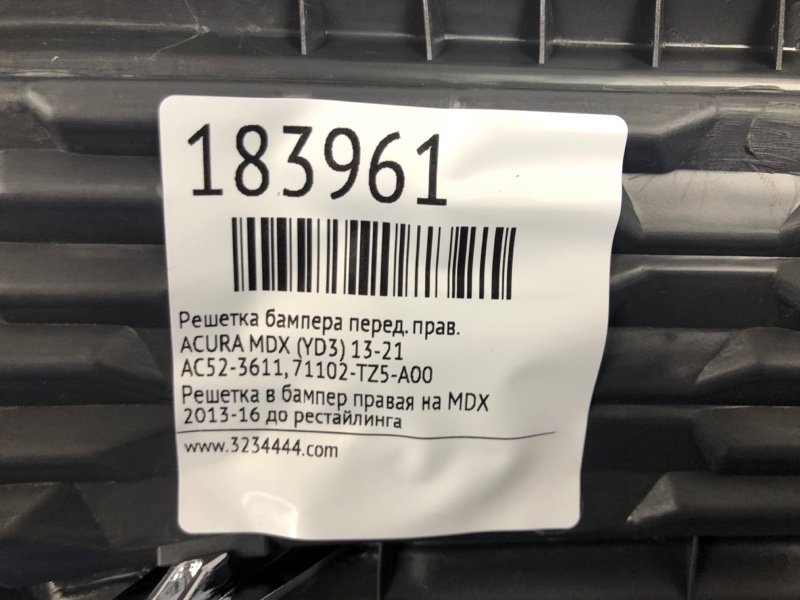 183961
Решетка бампера перед. прав.
ACURA MDX (YD3) 13-21
AC52-3611, 71102-TZ5-A00
Решетка в бампер правая на MDX
2013-16 до рестайлинга
www.3234444.com